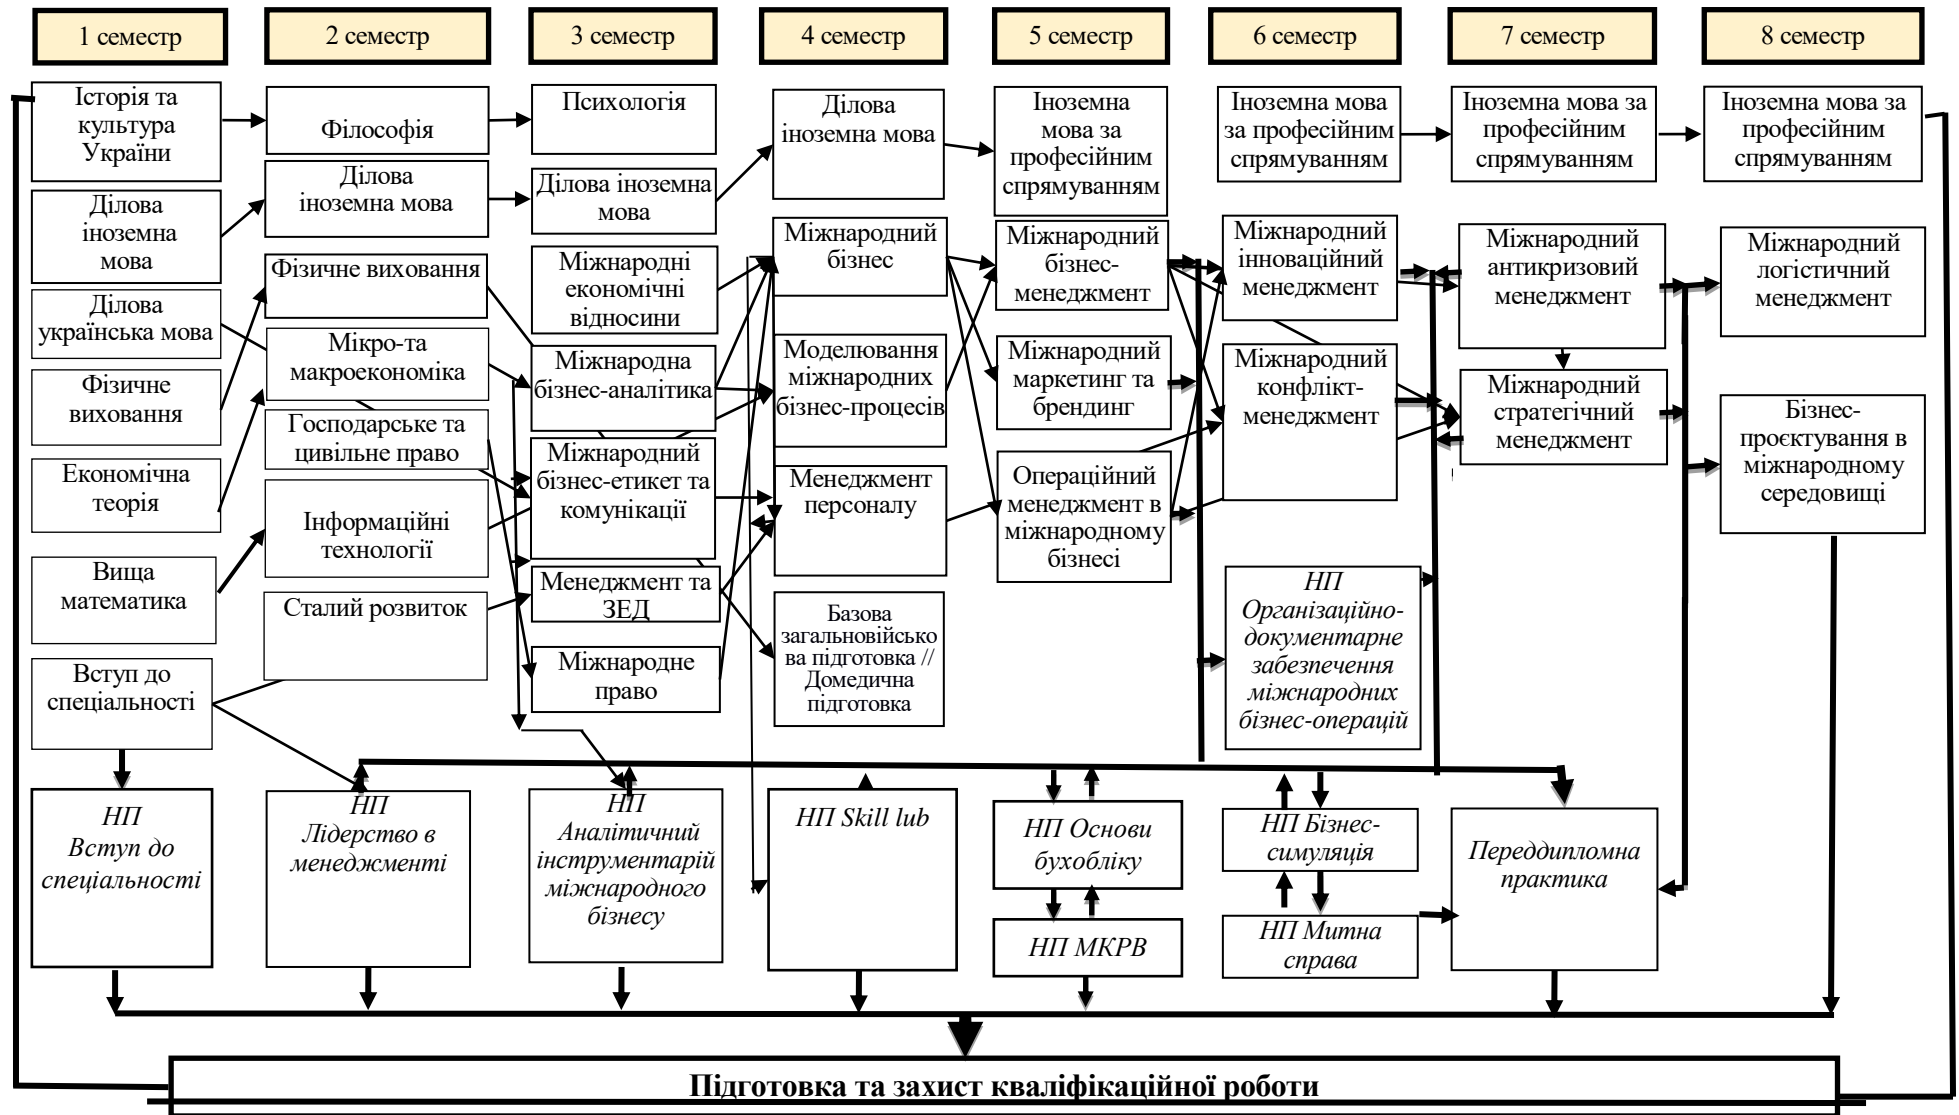 1 семестр
2 семестр
3 семестр
4 семестр
5 семестр
6 семестр
7 семестр
8 семестр
Історія та
культура
України
Ділова
іноземна
мова
Ділова
українська мова
Фізичне
виховання
Економічна
теорія
Вища
математика
Вступ до
спеціальності
НП
Вступ до
спеціальності
Філософія
Ділова
іноземна мова
Фізичне виховання
Мікро-та
макроекономіка
Господарське та
цивільне право
Інформаційні
технології
Сталий розвиток
НП
Лідерство в
менеджменті
Психологія
Ділова іноземна
мова
Міжнародні
економічні
відносини
Міжнародна
бізнес-аналітика
Міжнародний
бізнес-етикет та
комунікації
Менеджмент та
ЗЕД
Міжнародне
право
НП
Аналітичний
інструментарій
міжнародного
бізнесу
Ділова
іноземна мова
Міжнародний
бізнес
Моделювання
міжнародних
бізнес-процесів
Менеджмент
персоналу
Базова
загальновійсько
ва підготовка //
Домедична
підготовка
НП Skill lub
Іноземна
мова за
професійним
спрямуванням
Міжнародний
бізнес-
менеджмент
Міжнародний
маркетинг та
брендинг
Операційний
менеджмент в
міжнародному
бізнесі
НП Основи
бухобліку
НП МКРВ
Іноземна мова
за професійним
спрямуванням
Міжнародний
інноваційний
менеджмент
Міжнародний
конфлікт-
менеджмент
НП
Організаційно-
документарне
забезпечення
міжнародних
бізнес-операцій
НП Бізнес-
симуляція
НП Митна
справа
Іноземна мова за
професійним
спрямуванням
Міжнародний
антикризовий
менеджмент
Міжнародний
стратегічний
менеджмент
Переддипломна
практика
Іноземна мова за
професійним
спрямуванням
Міжнародний
логістичний
менеджмент
Бізнес-
проєктування в
міжнародному
середовищі
Підготовка та захист кваліфікаційної роботи